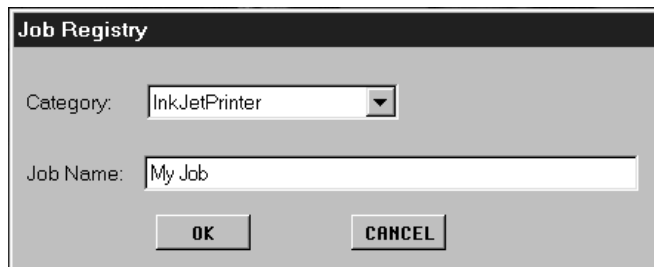 Job Registry
Category: InkJetPrinter
Job Name: My Job
OK CANCEL